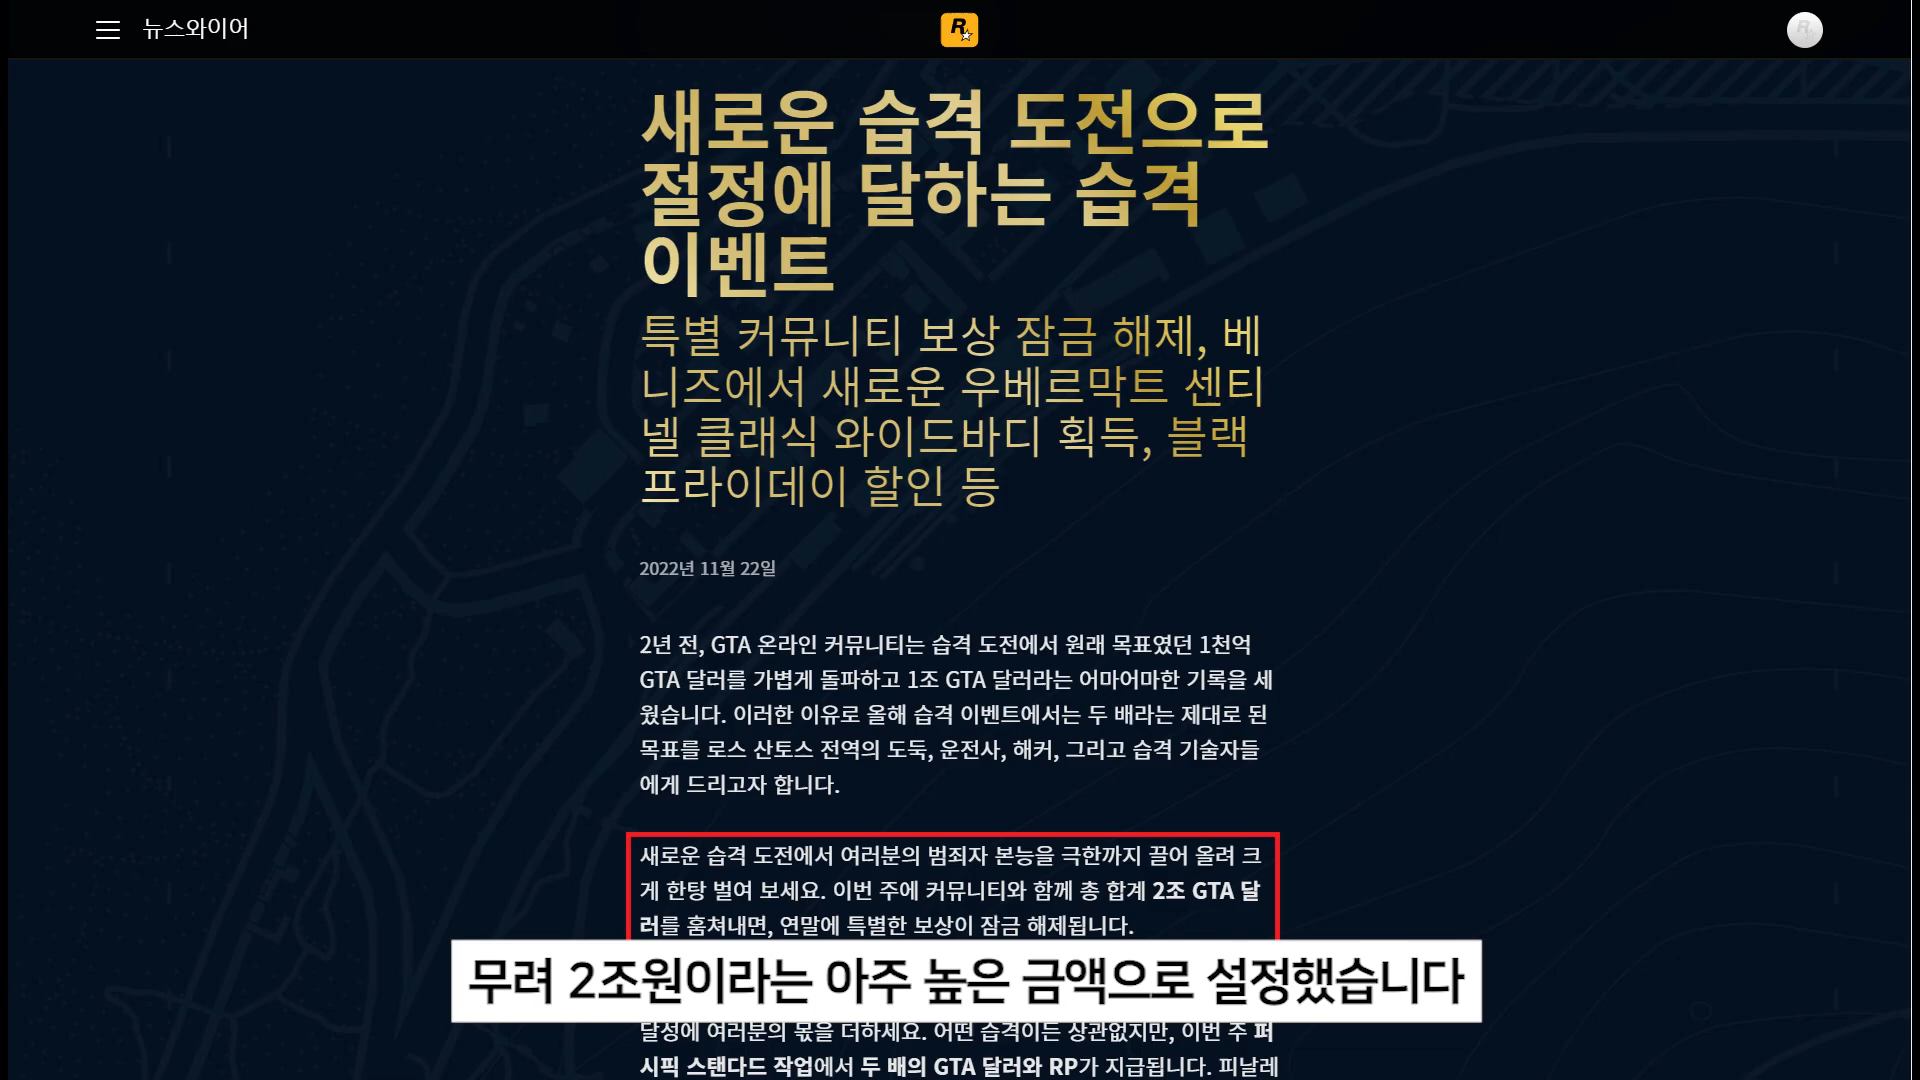 뉴스와이어
새로운 습격 도전으로
절정에 달하는 습격
이벤트
특별 커뮤니티 보상 잠금 해제, 베
니즈에서 새로운 우베르막트 센티
넬 클래식 와이드바디 획득, 블랙
프라이데이 할인 등
2022년 11월 22일
2년 전, GTA 온라인 커뮤니티는 습격 도전에서 원래 목표였던 1천억
GTA 달러를 가볍게 돌파하고 1조 GTA 달러라는 어마어마한 기록을 세
웠습니다. 이러한 이유로 올해 습격 이벤트에서는 두 배라는 제대로 된
목표를 로스 산토스 전역의 도둑, 운전사, 해커, 그리고 습격 기술자들
에게 드리고자 합니다.
새로운 습격 도전에서 여러분의 범죄자 본능을 극한까지 끌어 올려 크
게 한탕 벌여 보세요. 이번 주에 커뮤니티와 함께 총 합계 2조 GTA 달
러를 훔쳐내면, 연말에 특별한 보상이 잠금 해제됩니다.
무려 2조원이라는 아주 높은 금액으로 설정했습니다
달성에 여러분의 몫을 더하세요. 어떤 습격이든 상관없지만, 이번 주 퍼
시픽 스탠다드 작업에서 두 배의 GTA 달러와 RP가 지급됩니다. 피날레